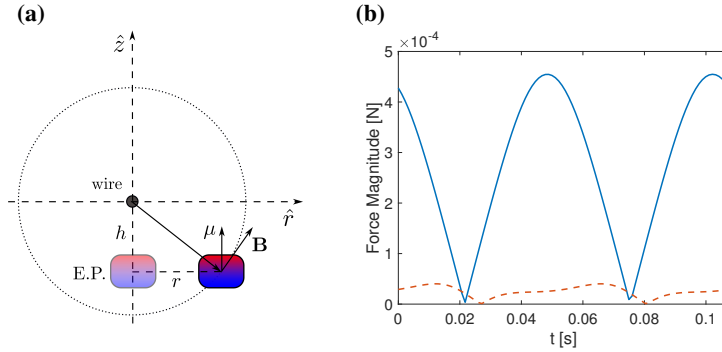 (a)
ẑ
wire
r̂
h
μ
B
E.P.
r
(b)
×10⁻⁴
5
4
3
2
1
0
Force Magnitude [N]
0 0.02 0.04 0.06 0.08 0.1
t [s]